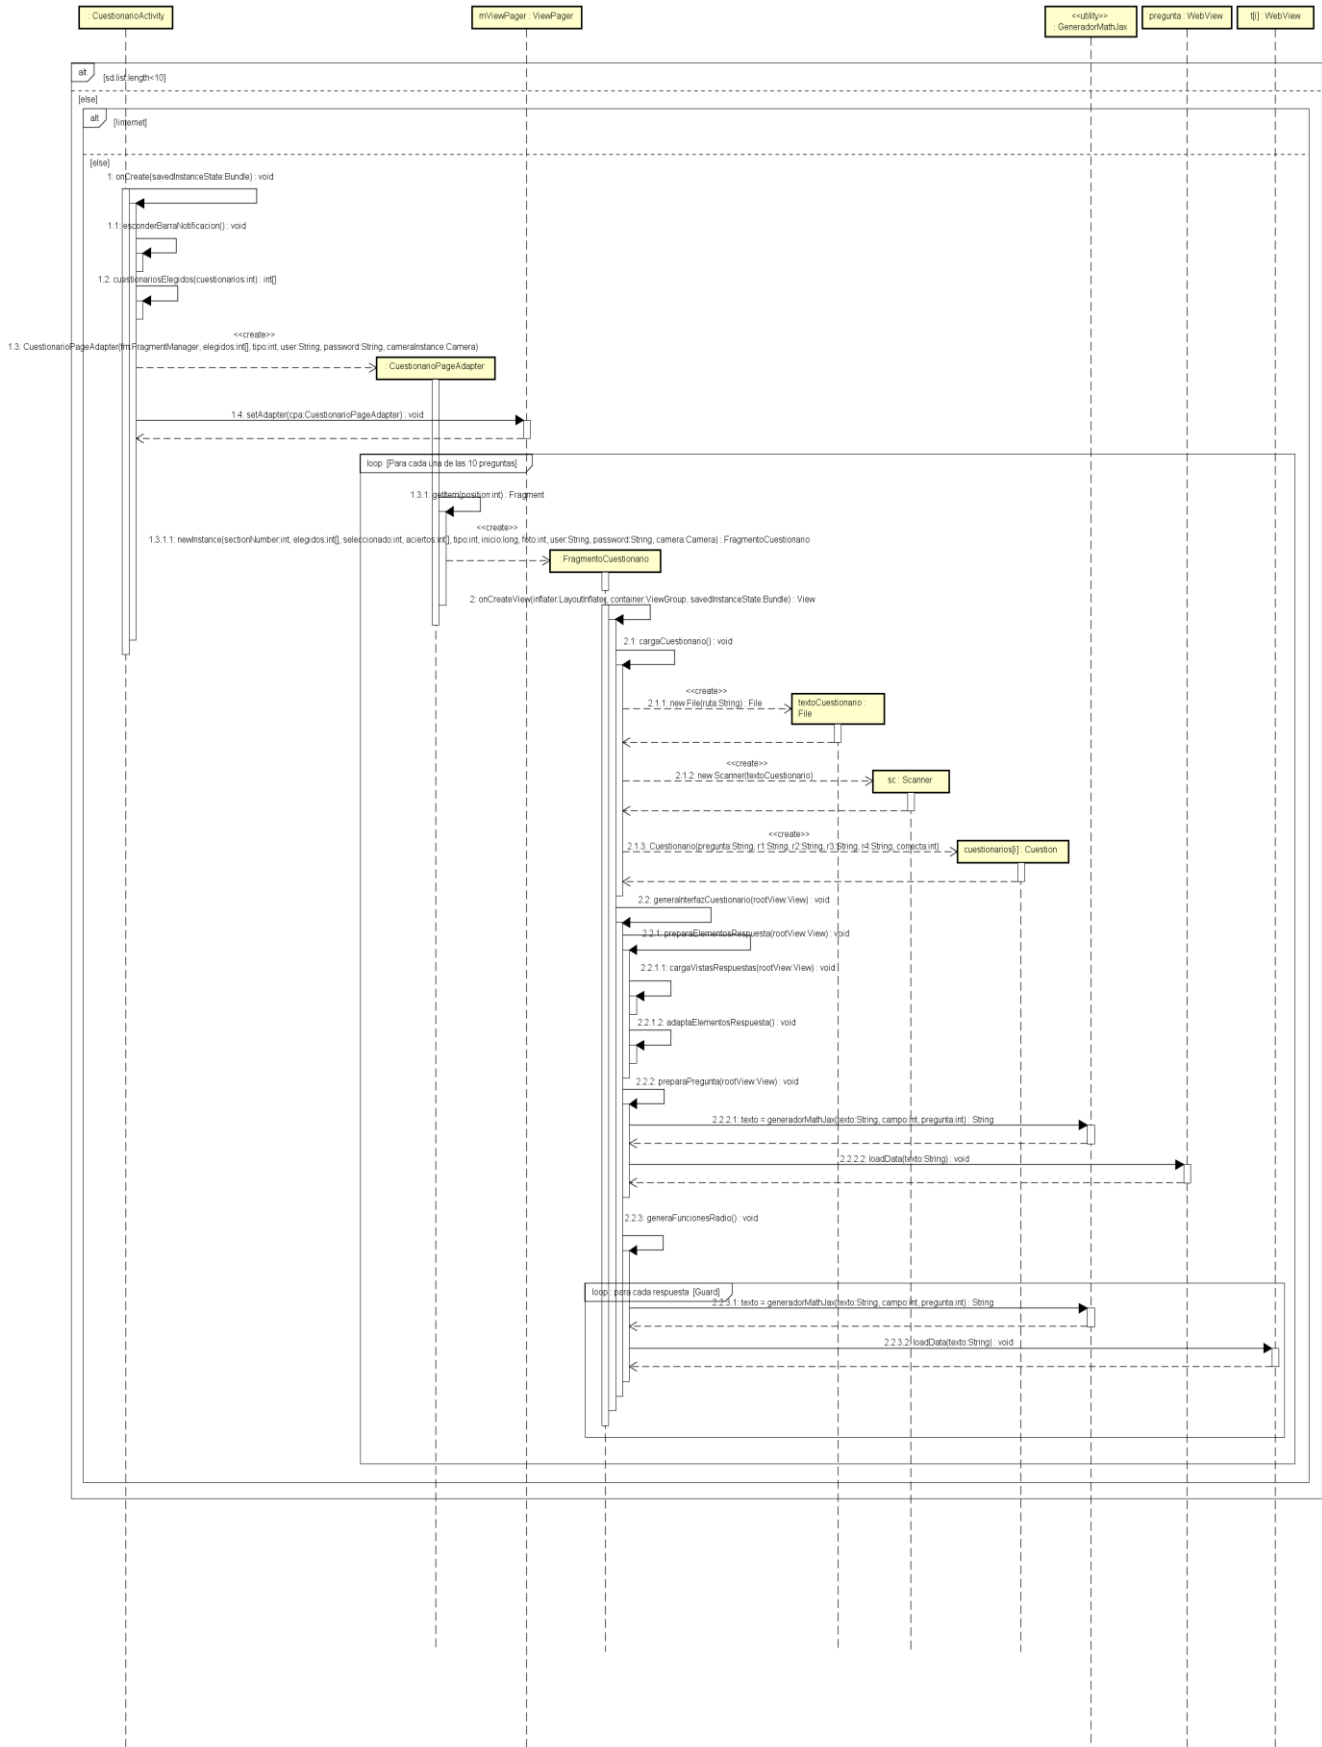 : CuestionarioActivity
mViewPager : ViewPager
<<utility>>
: GeneradorMathJax
pregunta : WebView
t[i] : WebView
alt
[sd.list.length<10]
[else]
alt
[!internet]
[else]
1: onCreate(savedInstanceState:Bundle) : void
1.1: esconderBarraNotificacion() : void
1.2: cuestionariosElegidos(cuestionarios:int) : int[]
<<create>>
1.3: CuestionarioPageAdapter(fm:FragmentManager, elegidos:int[], tipo:int, user:String, password:String, cameraInstance:Camera)
: CuestionarioPageAdapter
1.4: setAdapter(cpa:CuestionarioPageAdapter) : void
loop [Para cada una de las 10 preguntas]
1.3.1: getItem(position:int) : Fragment
<<create>>
1.3.1.1: newInstance(sectionNumber:int, elegidos:int[], seleccionado:int, aciertos:int[], tipo:int, inicio:long, foto:int, user:String, password:String, camera:Camera) : FragmentoCuestionario
: FragmentoCuestionario
2: onCreateView(inflater:LayoutInflater, container:ViewGroup, savedInstanceState:Bundle) : View
2.1: cargaCuestionario() : void
<<create>>
2.1.1: new File(ruta:String) : File
textoCuestionario :
File
<<create>>
2.1.2: new Scanner(textoCuestionario)
sc : Scanner
<<create>>
2.1.3: Cuestionario(pregunta:String, r1:String, r2:String, r3:String, r4:String, correcta:int)
cuestionarios[i] : Cuestion
2.2: generaInterfazCuestionario(rootView:View) : void
2.2.1: preparaElementosRespuesta(rootView:View) : void
2.2.1.1: cargaVistasRespuestas(rootView:View) : void
2.2.1.2: adaptaElementosRespuesta() : void
2.2.2: preparaPregunta(rootView:View) : void
2.2.2.1: texto = generadorMathJax(texto:String, campo:int, pregunta:int) : String
2.2.2.2: loadData(texto:String) : void
2.2.3: generaFuncionesRadio() : void
loop : para cada respuesta [Guard]
2.2.3.1: texto = generadorMathJax(texto:String, campo:int, pregunta:int) : String
2.2.3.2: loadData(texto:String) : void